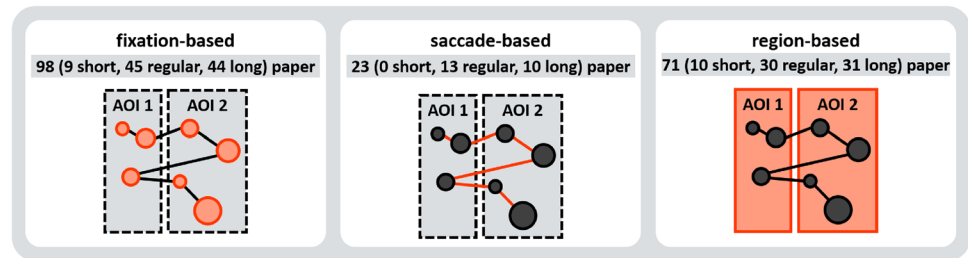 fixation-based
98 (9 short, 45 regular, 44 long) paper
AOI 1 AOI 2
saccade-based
23 (0 short, 13 regular, 10 long) paper
AOI 1 AOI 2
region-based
71 (10 short, 30 regular, 31 long) paper
AOI 1 AOI 2